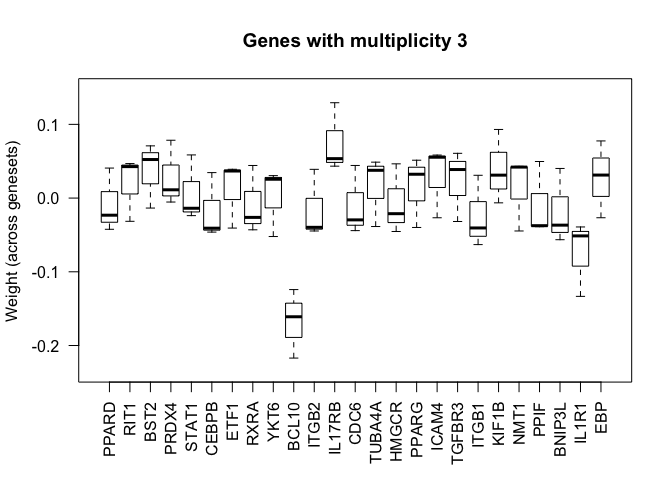 Genes with multiplicity 3
Weight (across genesets)
0.1
0.0
-0.1
-0.2
PPARD
RIT1
BST2
PRDX4
STAT1
CEBPB
ETF1
RXRA
YKT6
BCL10
ITGB2
IL17RB
CDC6
TUBA4A
HMGCR
PPARG
ICAM4
TGFBR3
ITGB1
KIF1B
NMT1
PPIF
BNIP3L
IL1R1
EBP